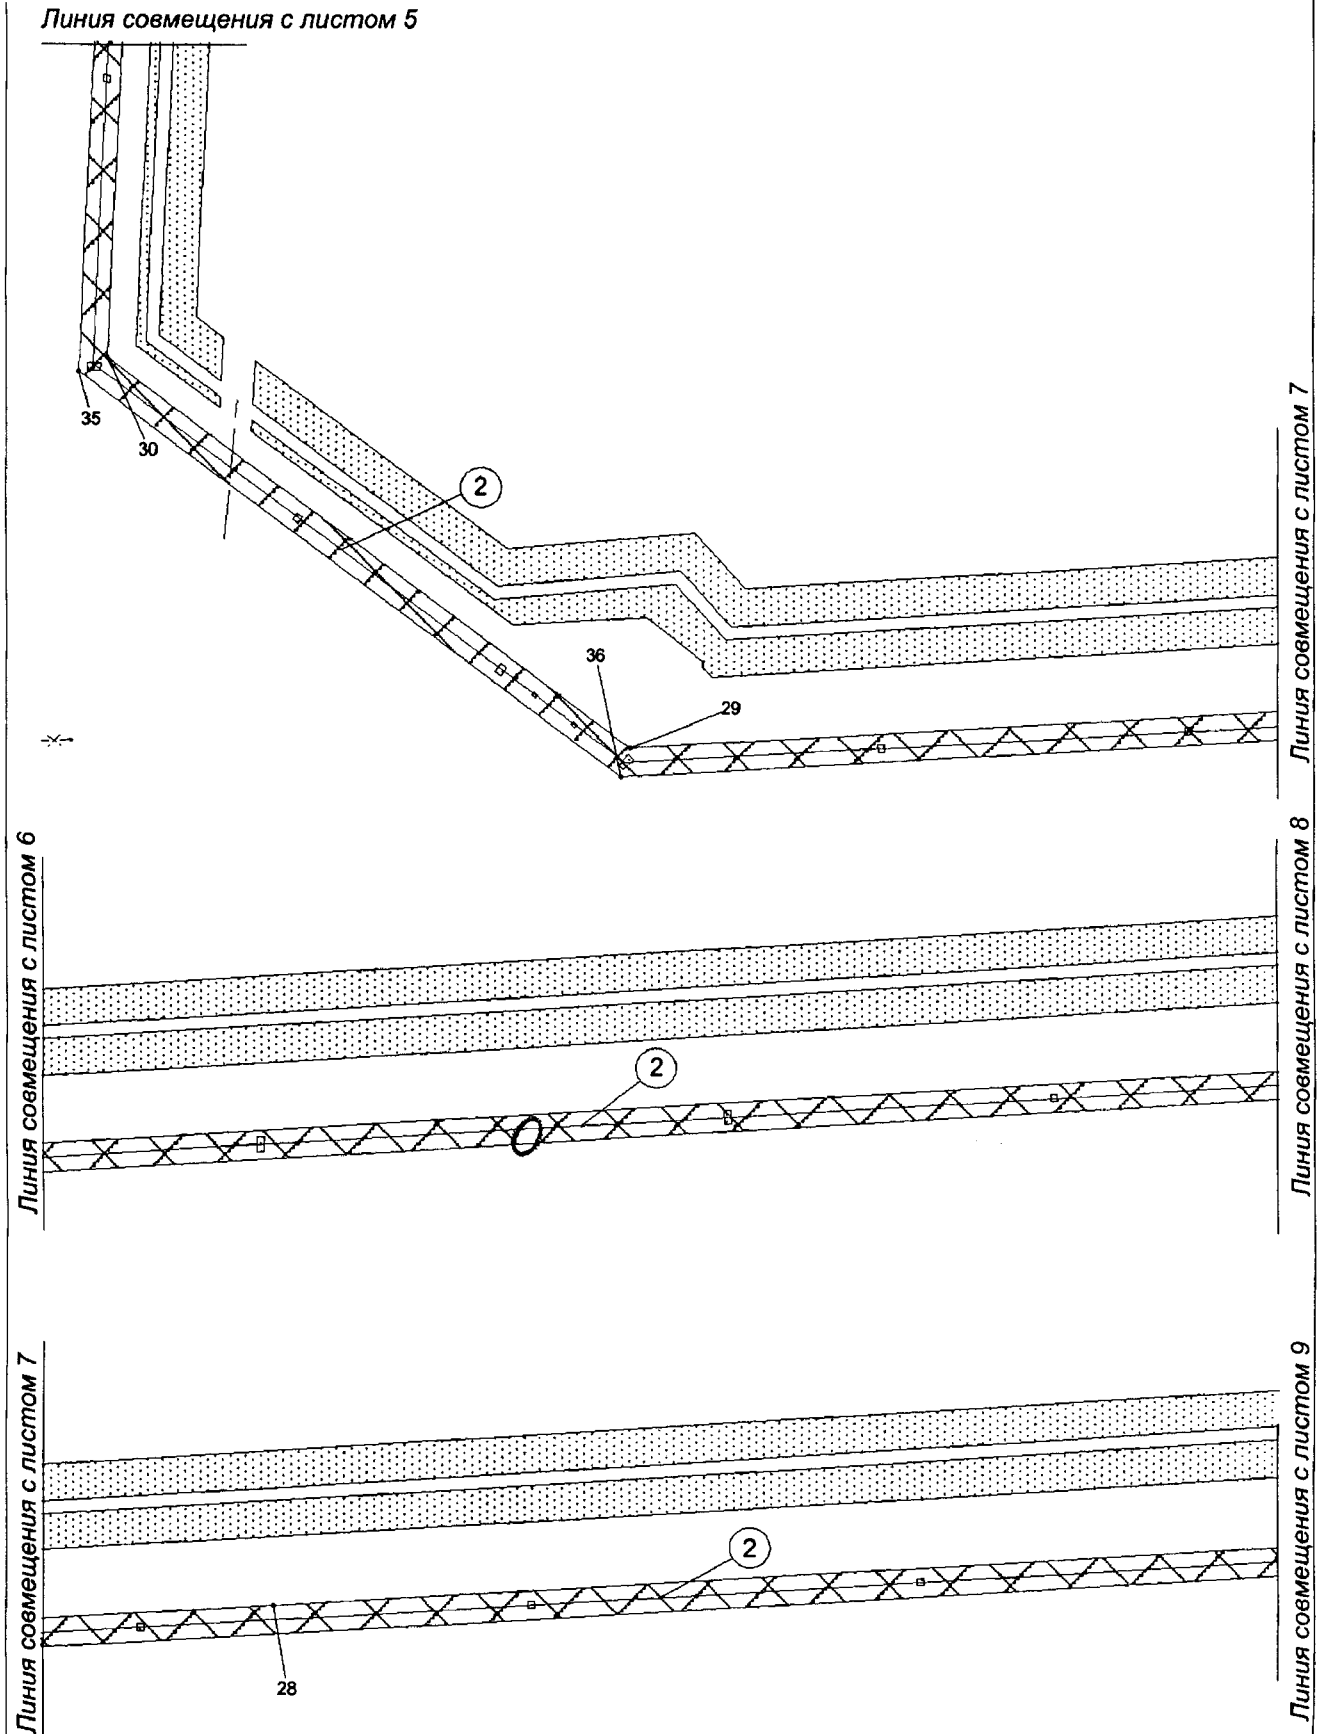 Линия совмещения с листом 5
35
30
2
36
29
Линия совмещения с листом 7
Линия совмещения с листом 6
2
Линия совмещения с листом 8
Линия совмещения с листом 7
2
28
Линия совмещения с листом 9